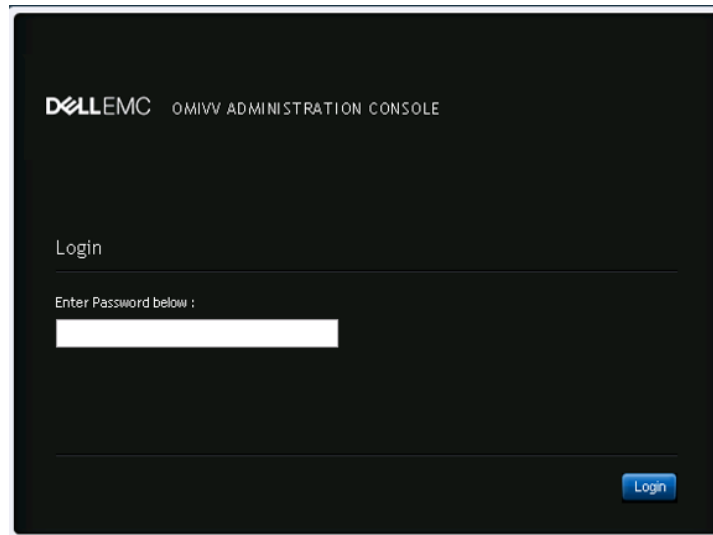 DELLEMC OMIVV ADMINISTRATION CONSOLE
Login
Enter Password below :
Login